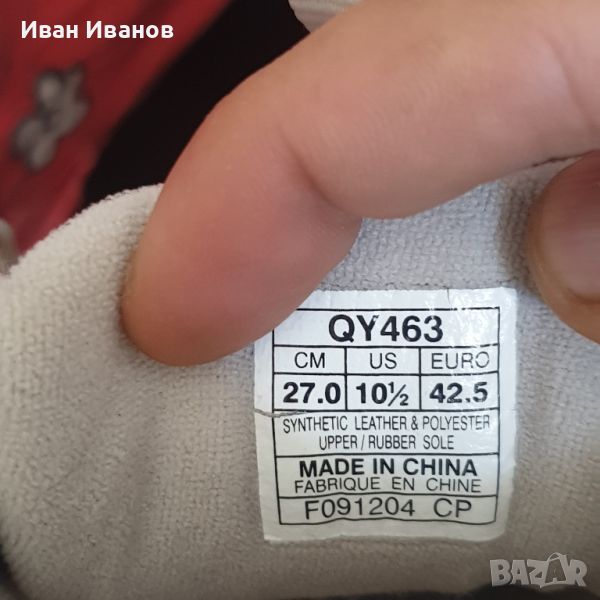 Иван Иванов
QY463
CM US EURO
27.0 10½ 42.5
SYNTHETIC LEATHER & POLYESTER
UPPER / RUBBER SOLE
MADE IN CHINA
FABRIQUE EN CHINE
F091204 CP
BAZAR